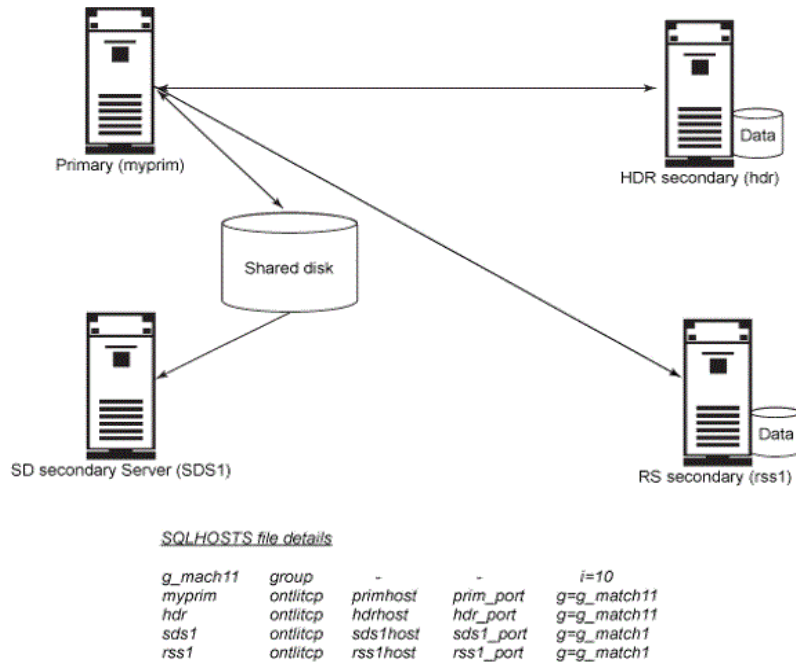 Primary (myprim)
Data
HDR secondary (hdr)
Shared disk
SD secondary Server (SDS1)
Data
RS secondary (rss1)
SQLHOSTS file details
g_mach11 group - - i=10
myprim ontlitcp primhost prim_port g=g_match11
hdr ontlitcp hdrhost hdr_port g=g_match11
sds1 ontlitcp sds1host sds1_port g=g_match1
rss1 ontlitcp rss1host rss1_port g=g_match1